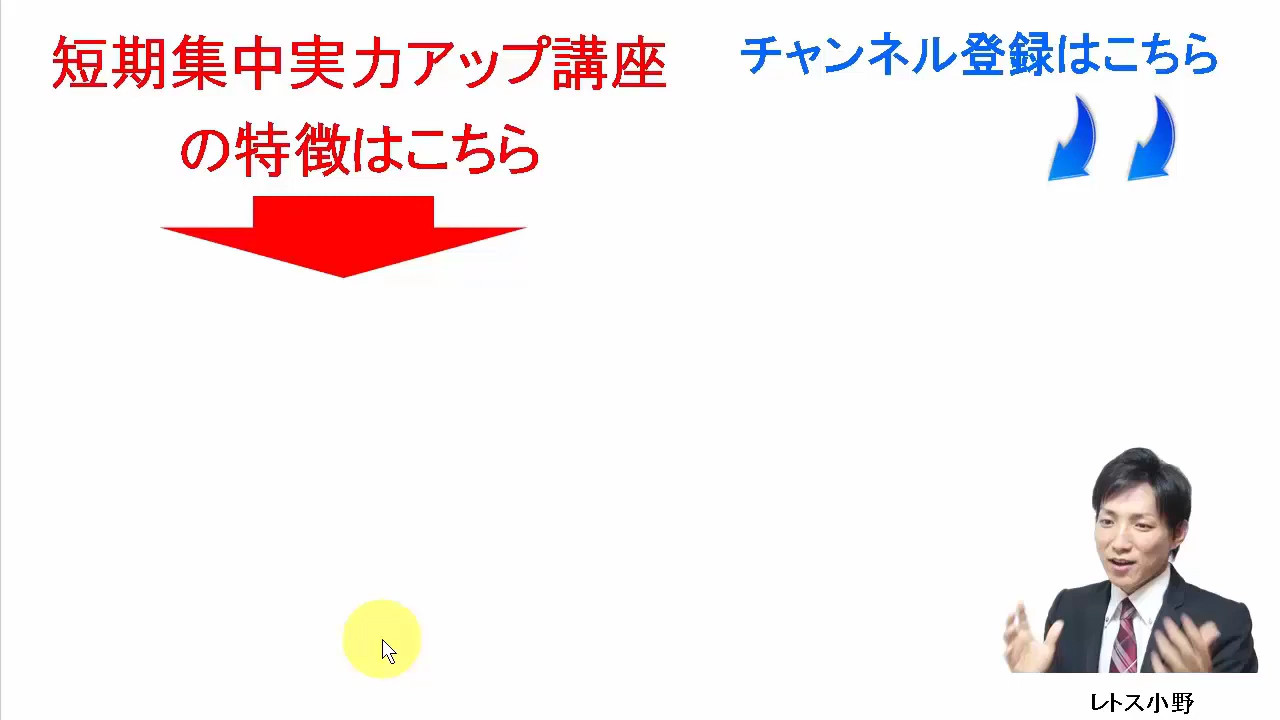 短期集中実力アップ講座
の特徴はこちら
チャンネル登録はこちら
レトス小野